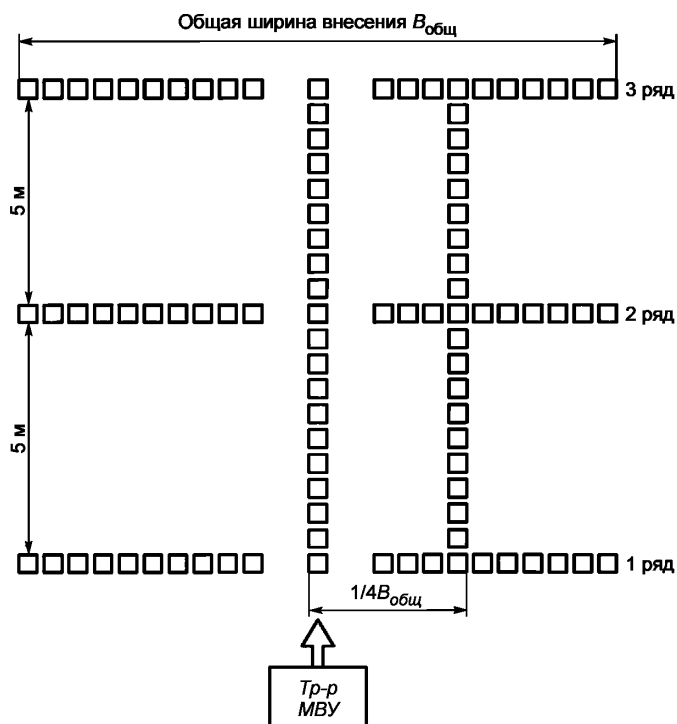 Общая ширина внесения Bобщ
3 ряд
5 м
2 ряд
5 м
1 ряд
1/4Bобщ
Тр-р
МВУ